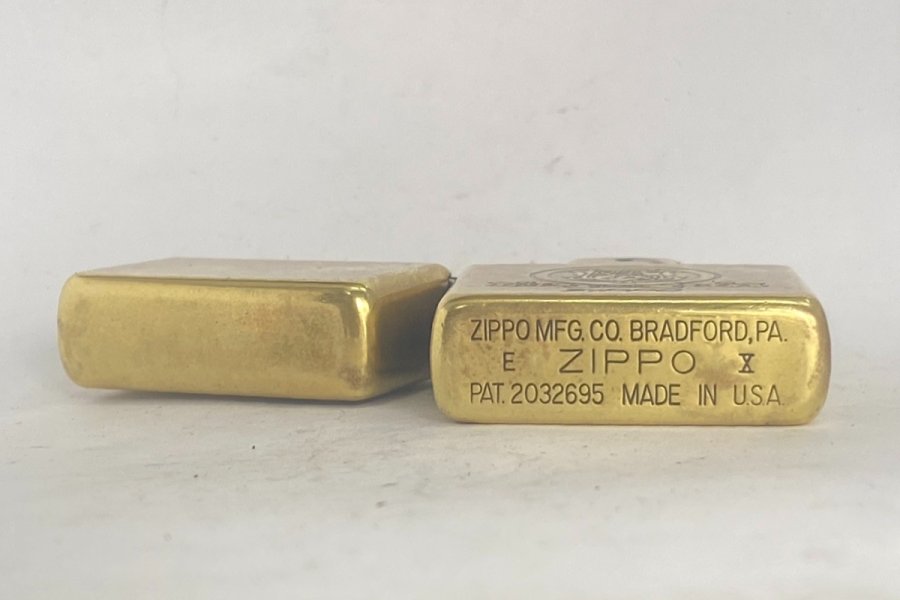 ZIPPO MFG. CO. BRADFORD, PA.
E ZIPPO X
PAT. 2032695 MADE IN U.S.A.